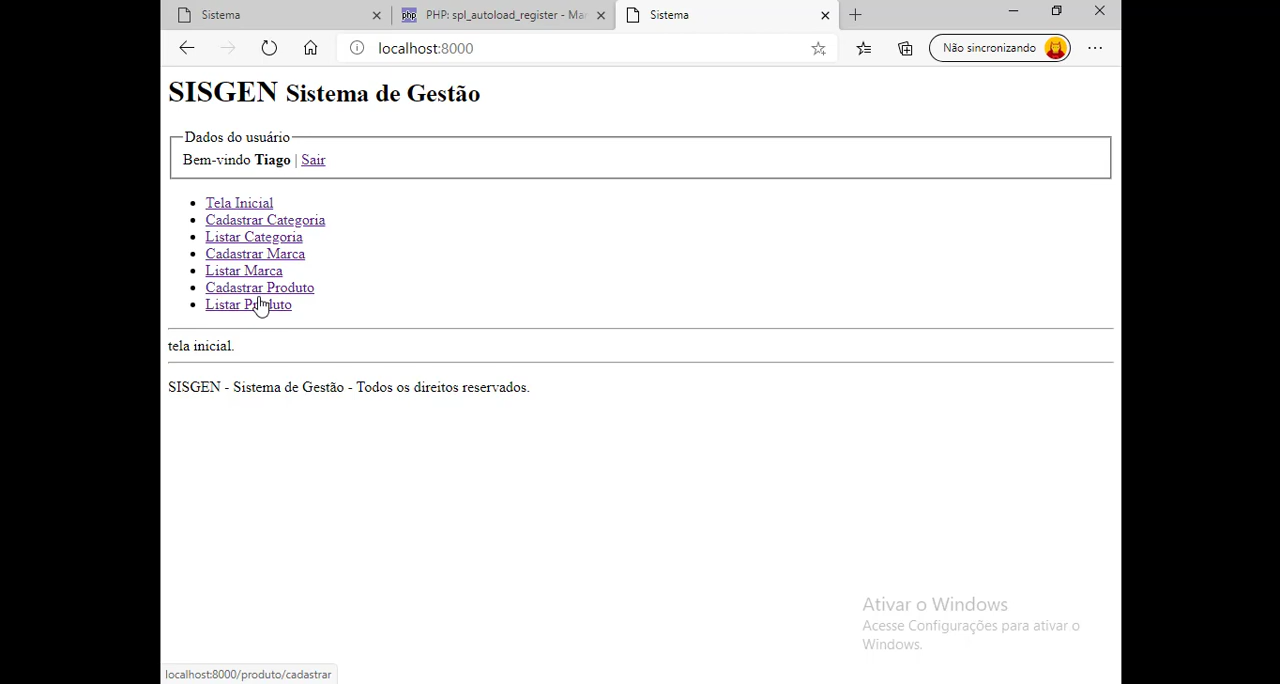 Sistema
PHP: spl_autoload_register - Ma
Sistema
localhost:8000
Não sincronizando
SISGEN Sistema de Gestão
Dados do usuário
Bem-vindo Tiago | Sair
Tela Inicial
Cadastrar Categoria
Listar Categoria
Cadastrar Marca
Listar Marca
Cadastrar Produto
Listar Produto
tela inicial.
SISGEN - Sistema de Gestão - Todos os direitos reservados.
Ativar o Windows
Acesse Configurações para ativar o
Windows.
localhost:8000/produto/cadastrar